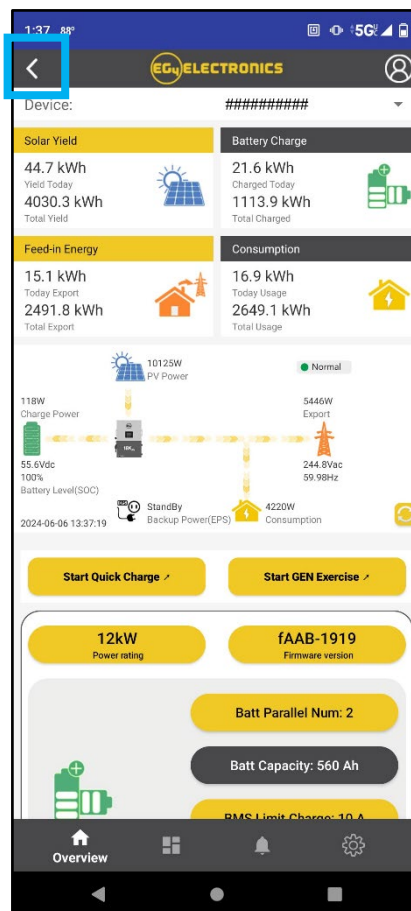 1:37 88° 5G
EG4 ELECTRONICS
Device: ##########
Solar Yield
44.7 kWh
Yield Today
4030.3 kWh
Total Yield
Battery Charge
21.6 kWh
Charged Today
1113.9 kWh
Total Charged
Feed-in Energy
15.1 kWh
Today Export
2491.8 kWh
Total Export
Consumption
16.9 kWh
Today Usage
2649.1 kWh
Total Usage
10125W
PV Power
Normal
118W
Charge Power
5446W
Export
55.6Vdc
100%
Battery Level(SOC)
244.8Vac
59.98Hz
2024-06-06 13:37:19
StandBy
Backup Power(EPS)
4220W
Consumption
Start Quick Charge
Start GEN Exercise
12kW
Power rating
fAAB-1919
Firmware version
Batt Parallel Num: 2
Batt Capacity: 560 Ah
BMS Limit Charge: 10 A
Overview